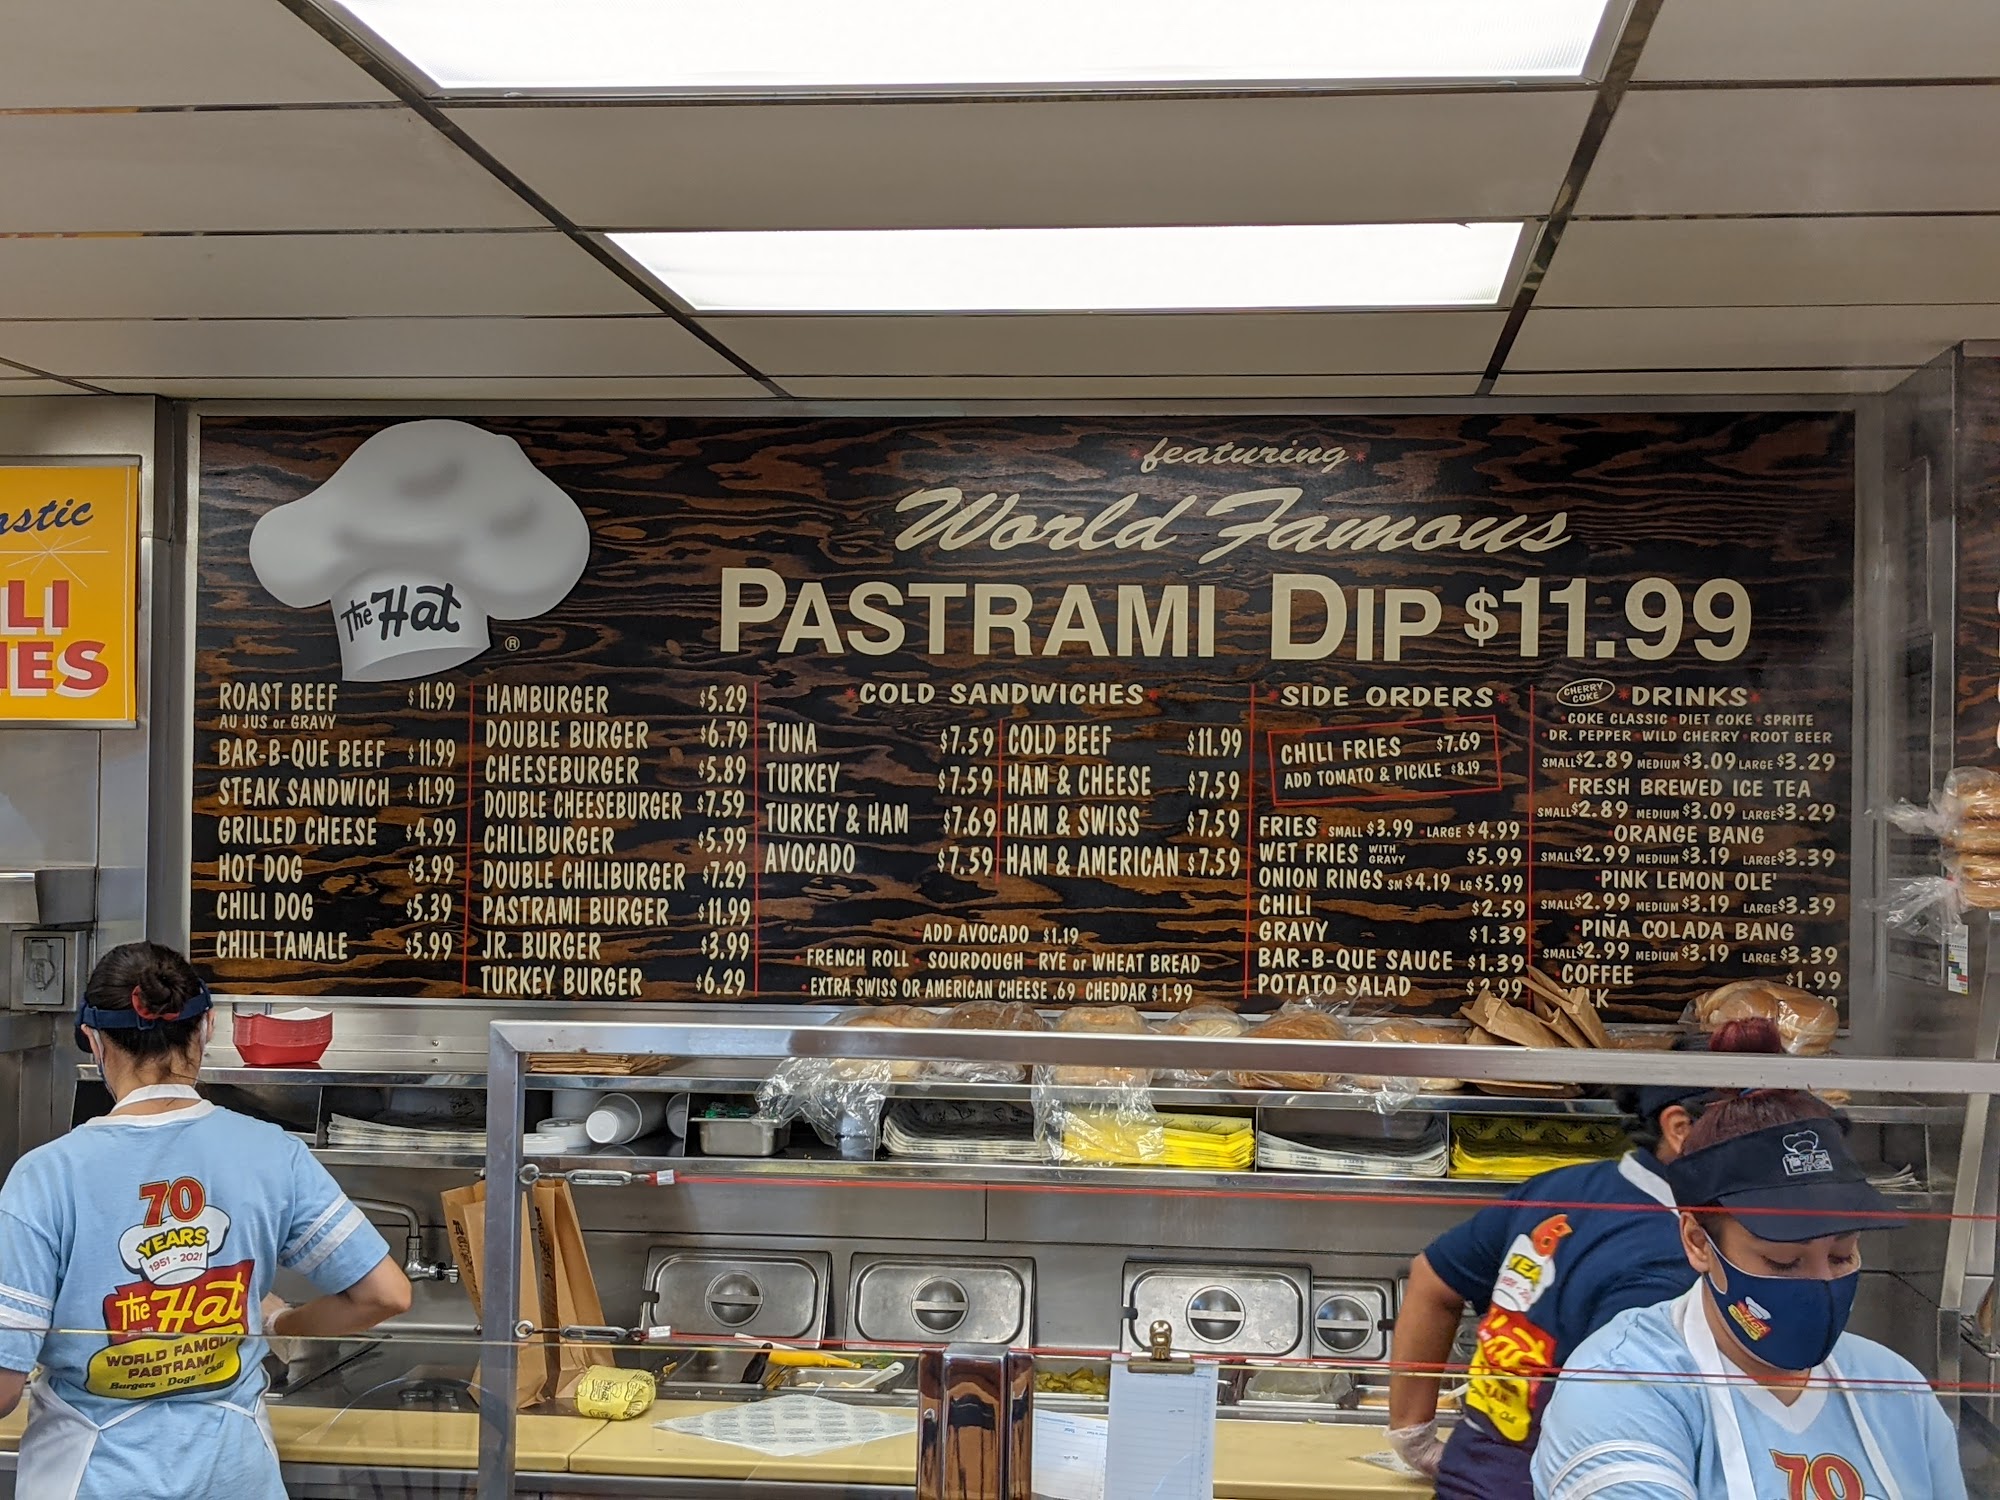 featuring
World Famous
PASTRAMI DIP $11.99
The Hat ®
ROAST BEEF $11.99
AU JUS or GRAVY
BAR-B-QUE BEEF $11.99
STEAK SANDWICH $11.99
GRILLED CHEESE $4.99
HOT DOG $3.99
CHILI DOG $5.39
CHILI TAMALE $5.99
HAMBURGER $5.29
DOUBLE BURGER $6.79
CHEESEBURGER $5.89
DOUBLE CHEESEBURGER $7.59
CHILIBURGER $5.99
DOUBLE CHILIBURGER $7.29
PASTRAMI BURGER $11.99
JR. BURGER $3.99
TURKEY BURGER $6.29
COLD SANDWICHES
TUNA $7.59
TURKEY $7.59
TURKEY & HAM $7.69
AVOCADO $7.59
COLD BEEF $11.99
HAM & CHEESE $7.59
HAM & SWISS $7.59
HAM & AMERICAN $7.59
ADD AVOCADO $1.19
FRENCH ROLL SOURDOUGH RYE or WHEAT BREAD
EXTRA SWISS OR AMERICAN CHEESE .69 CHEDDAR $1.99
SIDE ORDERS
CHILI FRIES $7.69
ADD TOMATO & PICKLE $8.19
FRIES SMALL $3.99 LARGE $4.99
WET FRIES WITH GRAVY $5.99
ONION RINGS SM $4.19 LG $5.99
CHILI $2.59
GRAVY $1.39
BAR-B-QUE SAUCE $1.39
POTATO SALAD $2.99
CHERRY COKE
DRINKS
COKE CLASSIC DIET COKE SPRITE
DR. PEPPER WILD CHERRY ROOT BEER
SMALL $2.89 MEDIUM $3.09 LARGE $3.29
FRESH BREWED ICE TEA
SMALL $2.89 MEDIUM $3.09 LARGE $3.29
ORANGE BANG
SMALL $2.99 MEDIUM $3.19 LARGE $3.39
PINK LEMON OLE'
SMALL $2.99 MEDIUM $3.19 LARGE $3.39
PIÑA COLADA BANG
SMALL $2.99 MEDIUM $3.19 LARGE $3.39
COFFEE $1.99
70
YEARS
1951 - 2021
The Hat
WORLD FAMOUS
PASTRAMI
Burgers · Dogs · Chili
The Hat
70